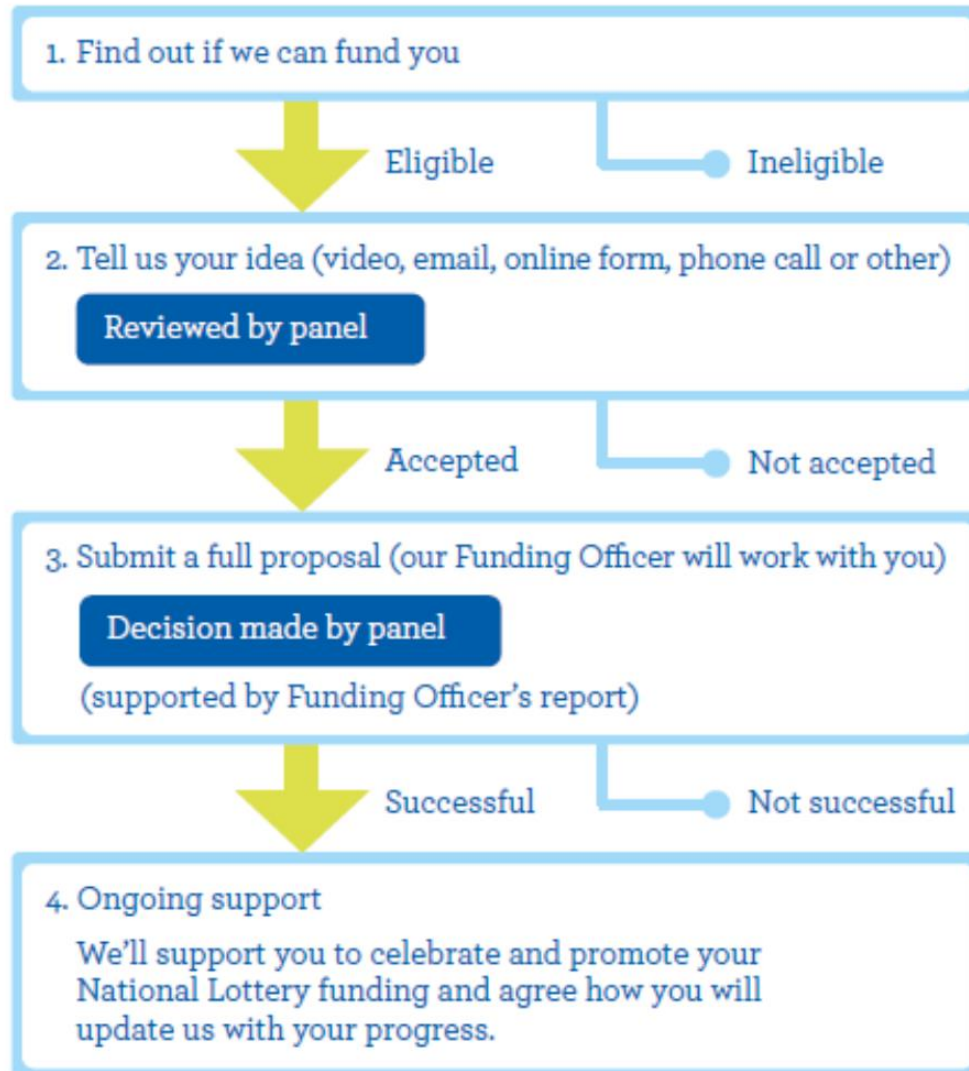 1. Find out if we can fund you
Eligible
Ineligible
2. Tell us your idea (video, email, online form, phone call or other)
Reviewed by panel
Accepted
Not accepted
3. Submit a full proposal (our Funding Officer will work with you)
Decision made by panel
(supported by Funding Officer’s report)
Successful
Not successful
4. Ongoing support
We’ll support you to celebrate and promote your
National Lottery funding and agree how you will
update us with your progress.